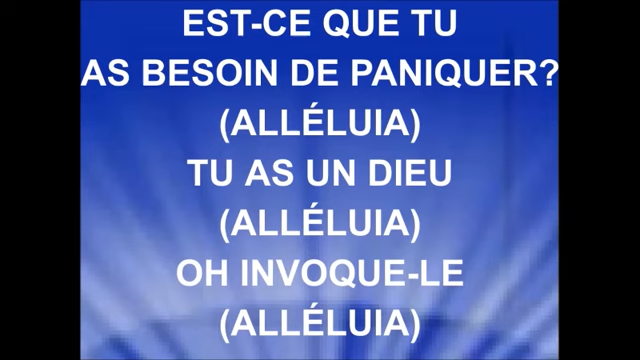 EST-CE QUE TU
AS BESOIN DE PANIQUER?
(ALLÉLUIA)
TU AS UN DIEU
(ALLÉLUIA)
OH INVOQUE-LE
(ALLÉLUIA)